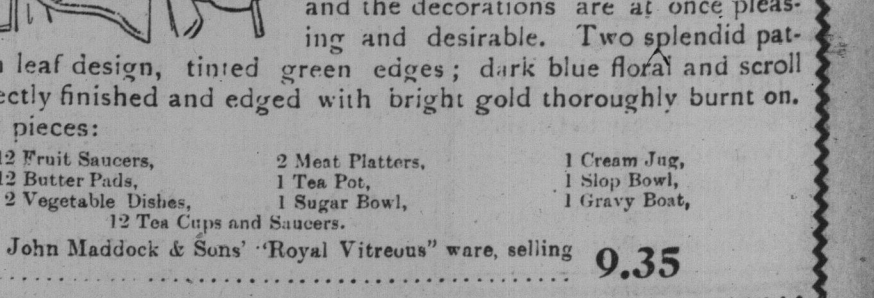 and the decorations are at once pleas-
ing and desirable. Two splendid pat-
leaf design, tinted green edges; dark blue floral and scroll
ectly finished and edged with bright gold thoroughly burnt on.
pieces:
12 Fruit Saucers, 2 Meat Platters, 1 Cream Jug,
12 Butter Pads, 1 Tea Pot, 1 Slop Bowl,
2 Vegetable Dishes, 1 Sugar Bowl, 1 Gravy Boat,
12 Tea Cups and Saucers.
John Maddock & Sons' "Royal Vitreous" ware, selling
9.35